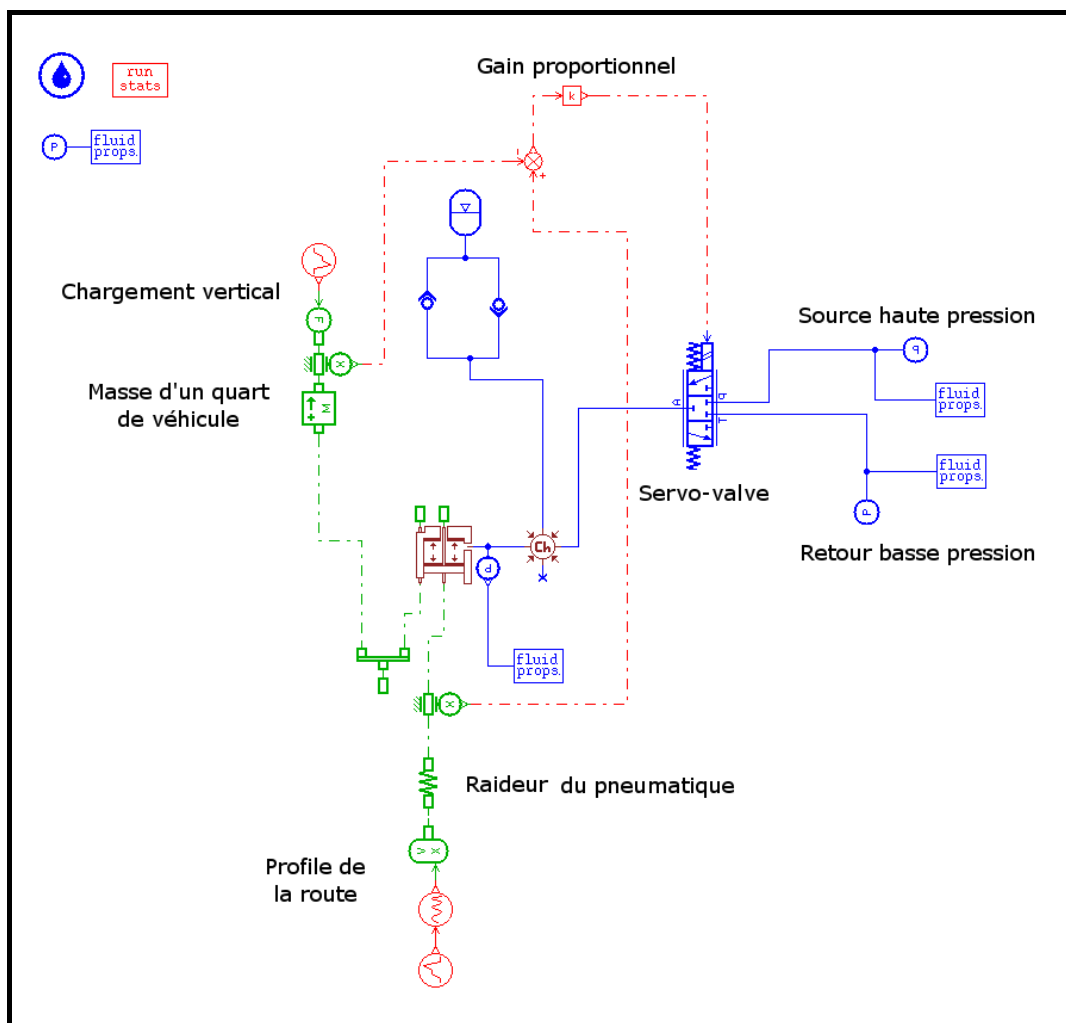 Gain proportionnel
run
stats
P
fluid
props.
k
-
+
Chargement vertical
F
X
Masse d'un quart
de véhicule
M
Source haute pression
P
fluid
props.
A
P
T
fluid
props.
Servo-valve
P
Retour basse pression
Ch
P
fluid
props.
X
Raideur du pneumatique
V X
Profile de
la route